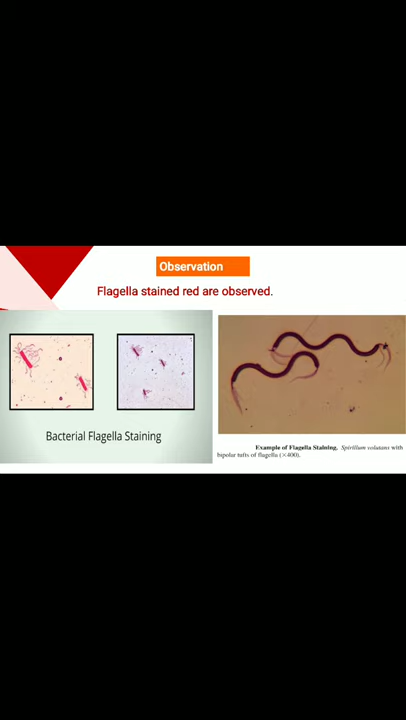 Observation
Flagella stained red are observed.
Bacterial Flagella Staining
Example of Flagella Staining. Spirillum volutans with
bipolar tufts of flagella (×400).